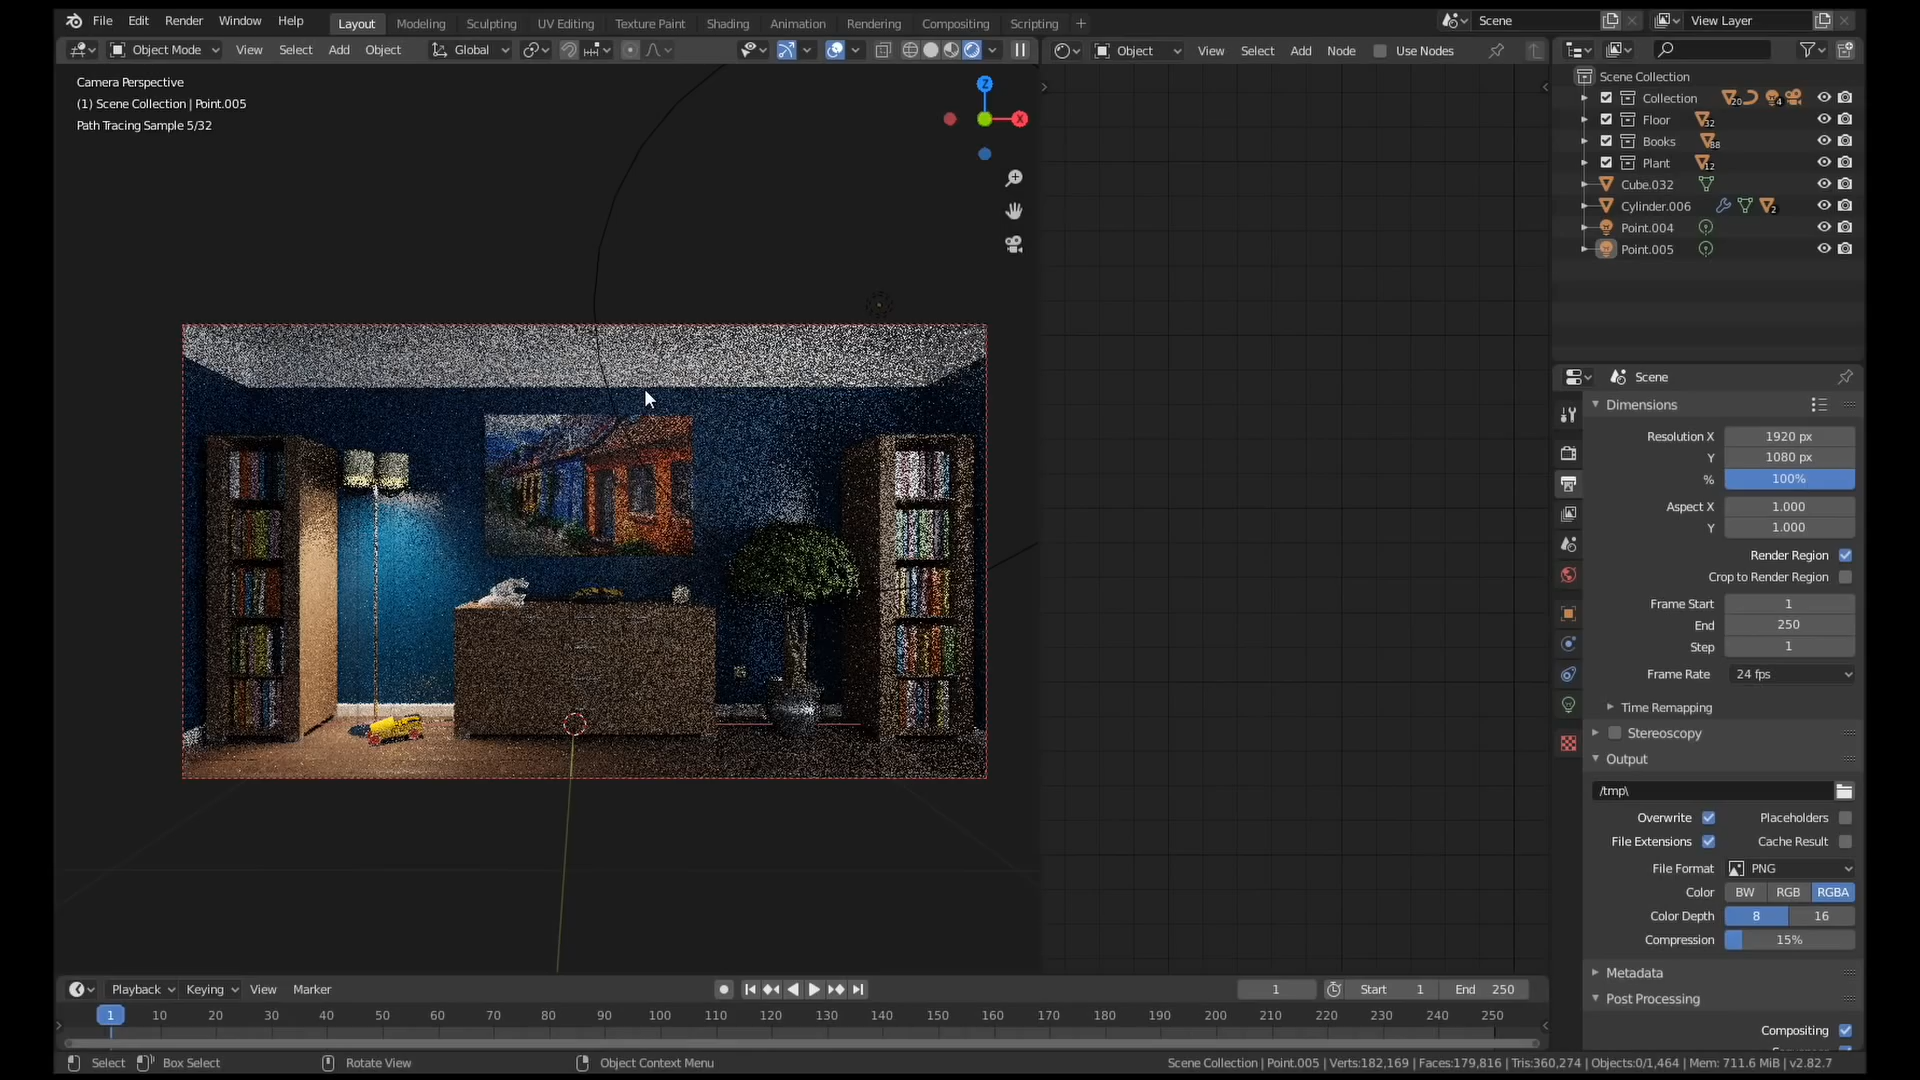 File Edit Render Window Help Layout Modeling Sculpting UV Editing Texture Paint Shading Animation Rendering Compositing Scripting + Scene View Layer
Object Mode View Select Add Object Global Object View Select Add Node Use Nodes
Camera Perspective
(1) Scene Collection | Point.005
Path Tracing Sample 5/32
Z
X
Scene Collection
Collection 20 4
Floor 32
Books 88
Plant 12
Cube.032
Cylinder.006 2
Point.004
Point.005
Scene
Dimensions
Resolution X 1920 px
Y 1080 px
% 100%
Aspect X 1.000
Y 1.000
Render Region
Crop to Render Region
Frame Start 1
End 250
Step 1
Frame Rate 24 fps
Time Remapping
Stereoscopy
Output
/tmp\
Overwrite Placeholders
File Extensions Cache Result
File Format PNG
Color BW RGB RGBA
Color Depth 8 16
Compression 15%
Metadata
Post Processing
Compositing
Playback Keying View Marker 1 Start 1 End 250
1 10 20 30 40 50 60 70 80 90 100 110 120 130 140 150 160 170 180 190 200 210 220 230 240 250
Select Box Select Rotate View Object Context Menu Scene Collection | Point.005 | Verts:182,169 | Faces:179,816 | Tris:360,274 | Objects:0/1,464 | Mem: 711.6 MiB | v2.82.7